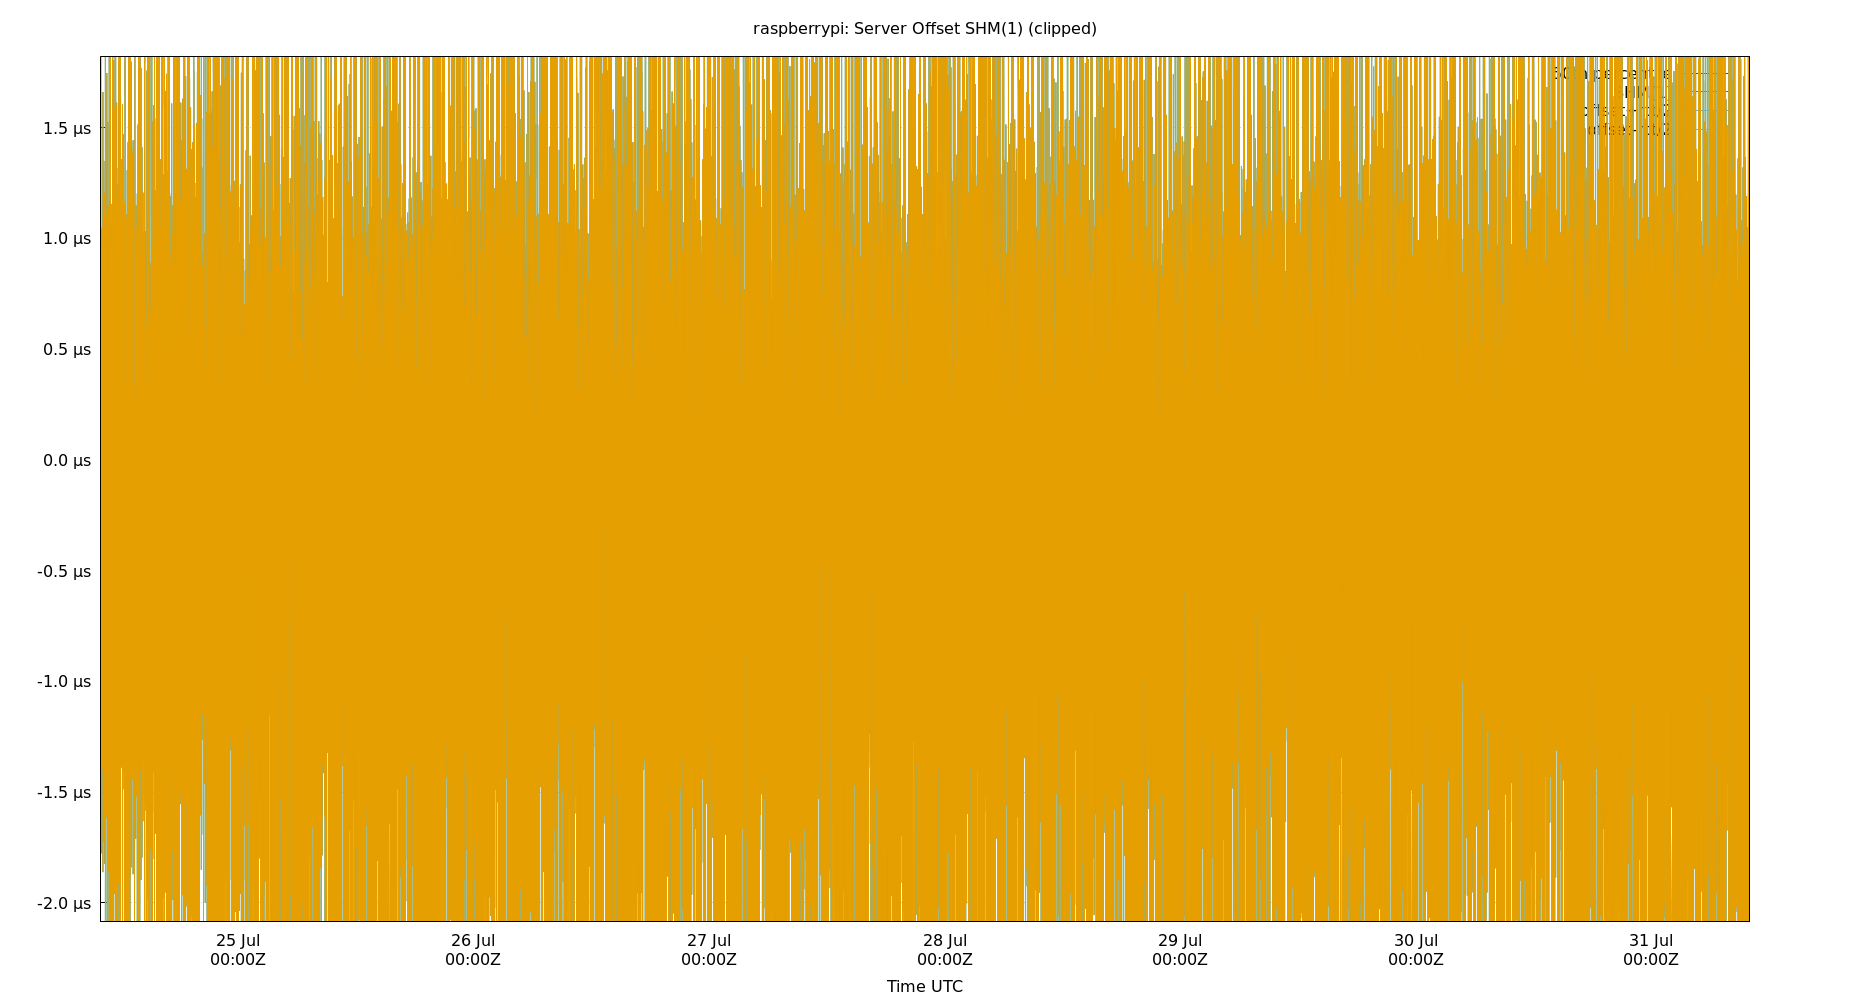 raspberrypi: Server Offset SHM(1) (clipped)
1.5 µs
1.0 µs
0.5 µs
0.0 µs
-0.5 µs
-1.0 µs
-1.5 µs
-2.0 µs
25 Jul 26 Jul 27 Jul 28 Jul 29 Jul 30 Jul 31 Jul
00:00Z 00:00Z 00:00Z 00:00Z 00:00Z 00:00Z 00:00Z
Time UTC